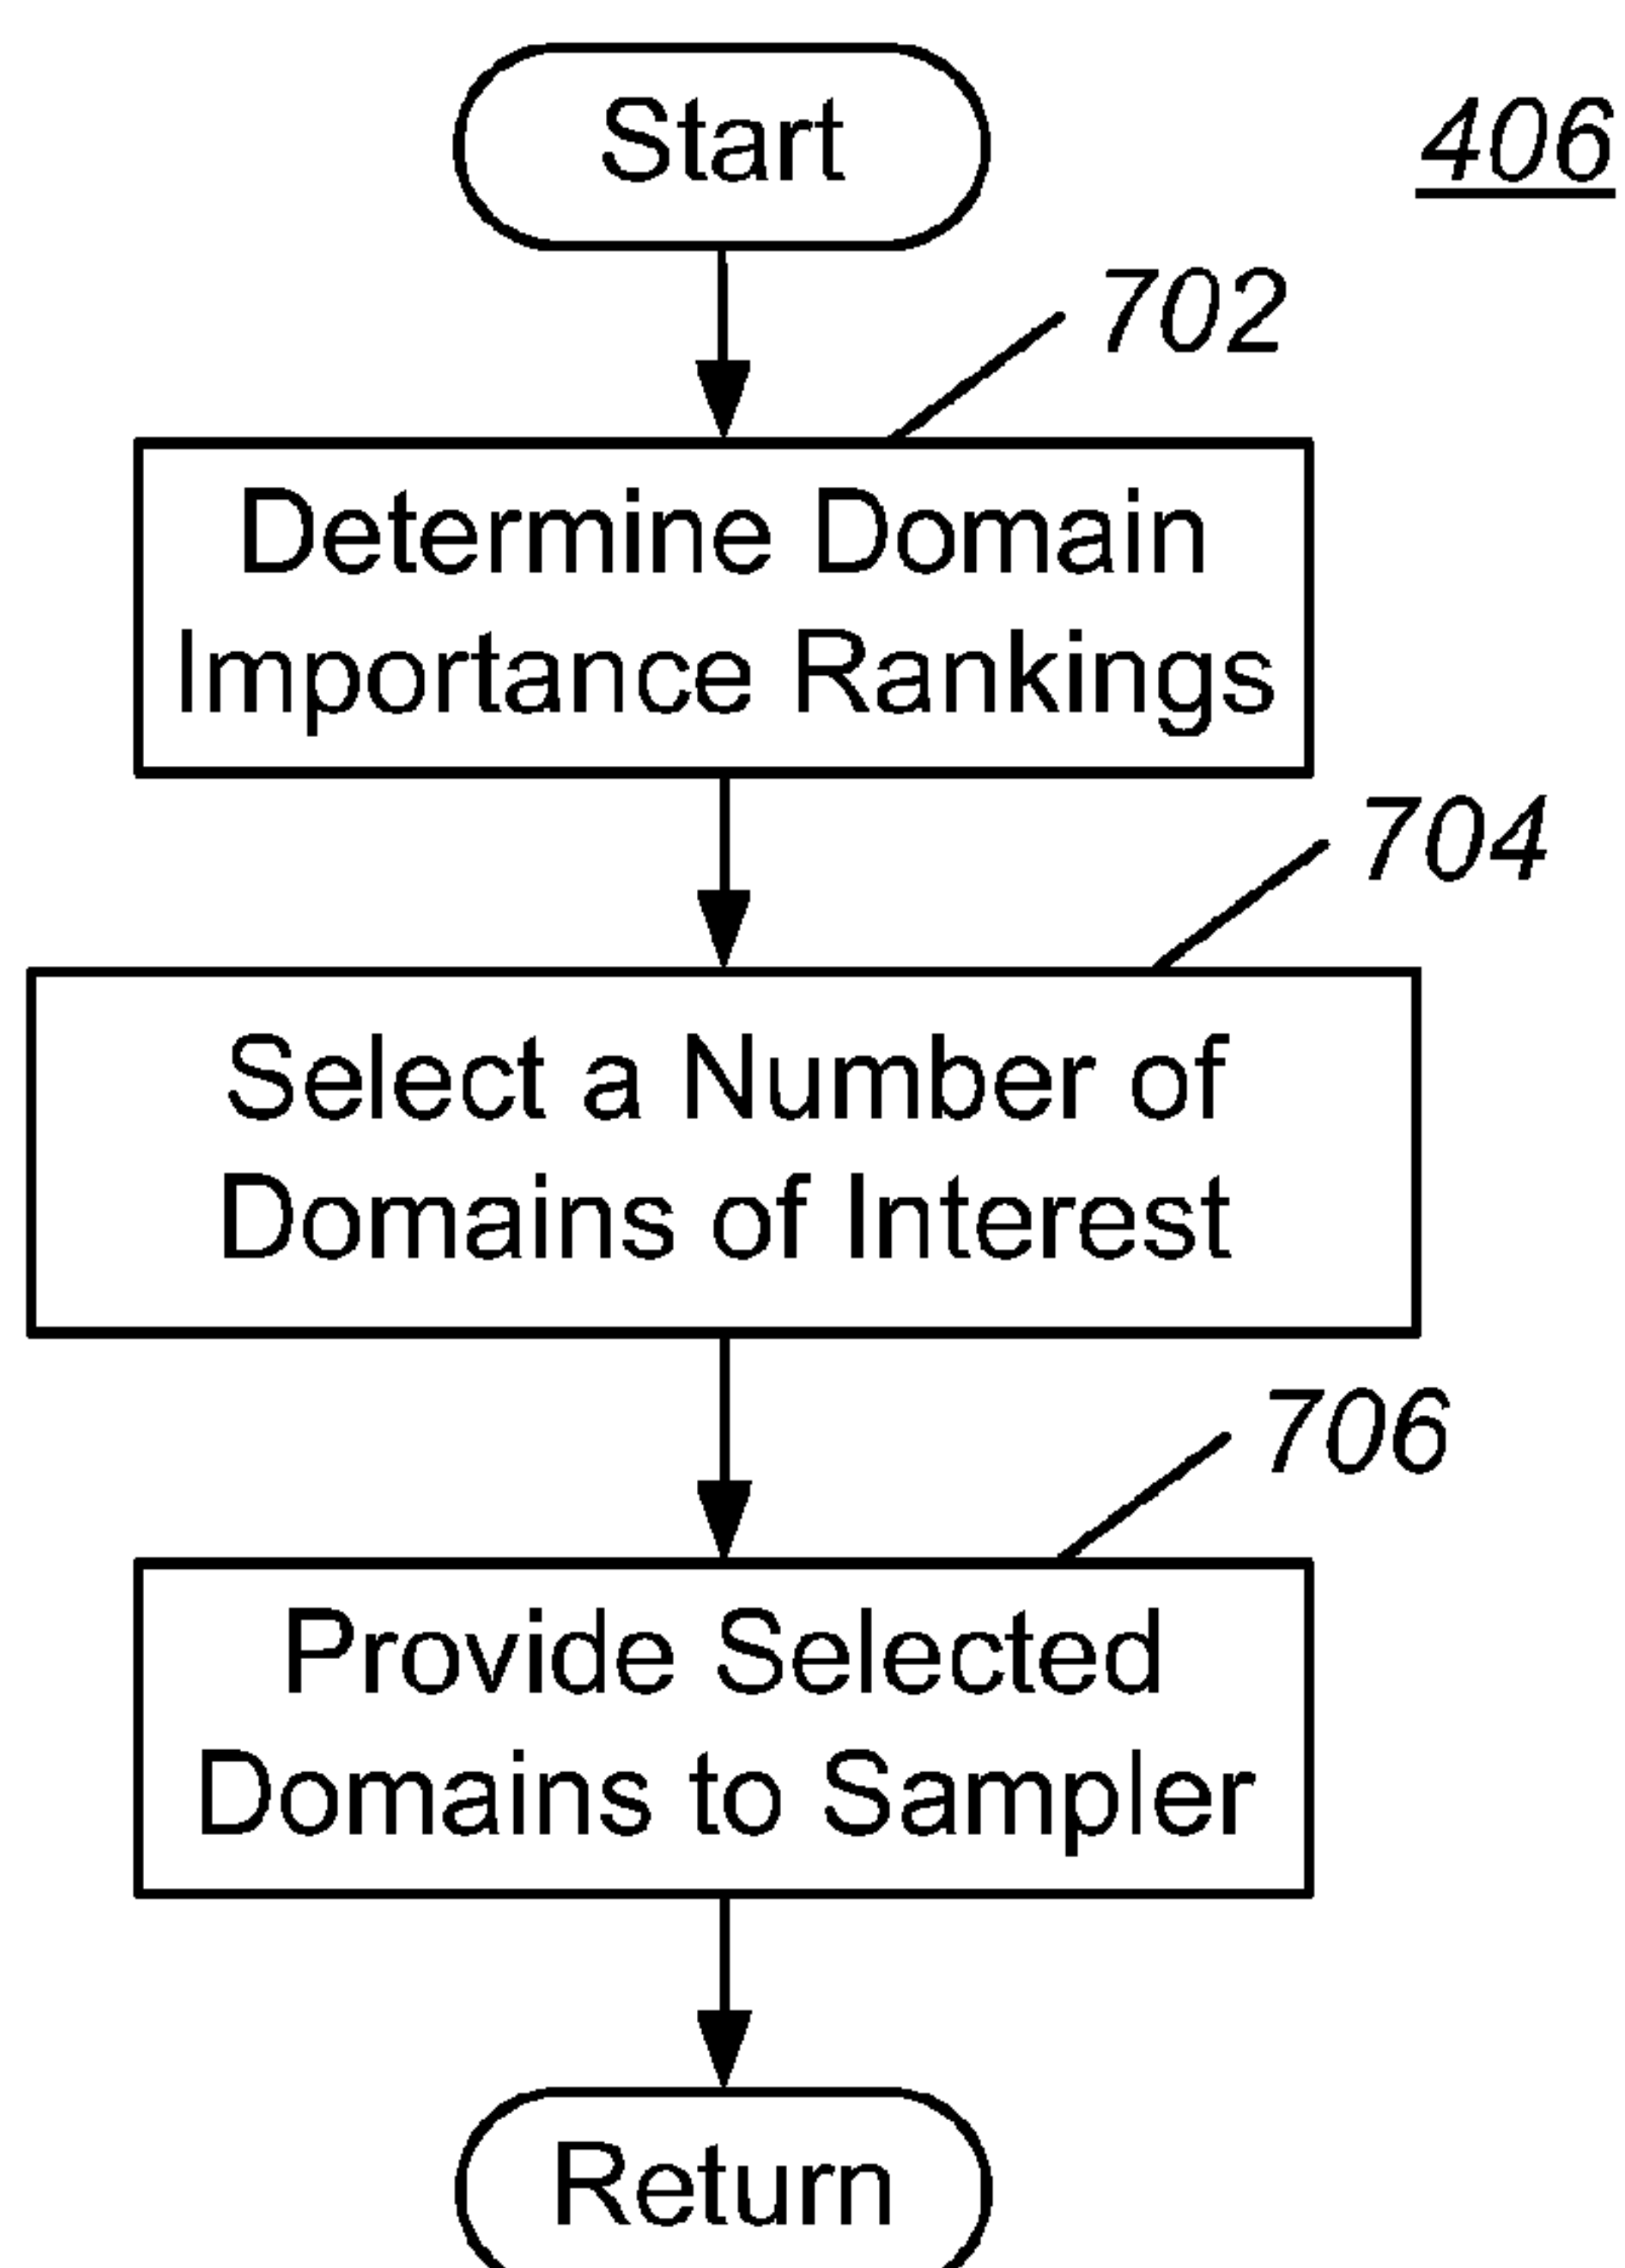 Start
406
702
Determine Domain
Importance Rankings
704
Select a Number of
Domains of Interest
706
Provide Selected
Domains to Sampler
Return